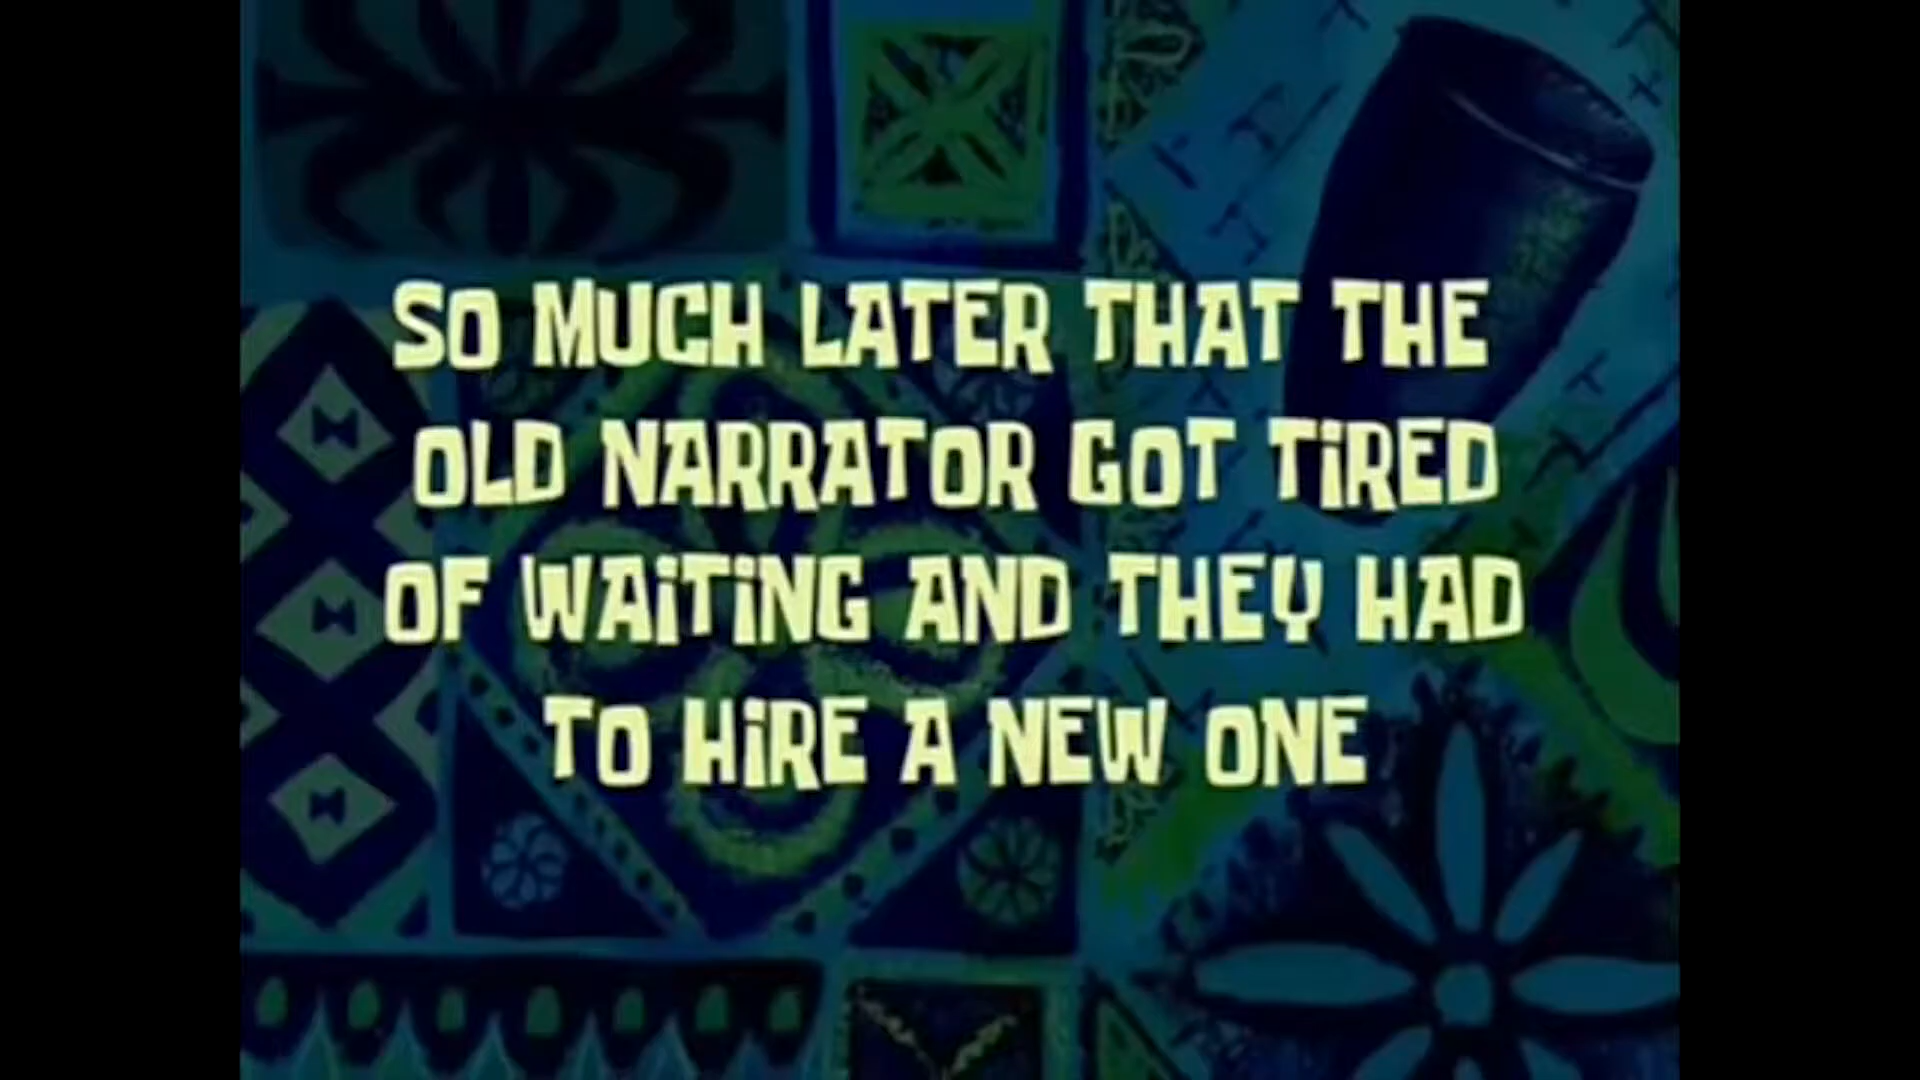 SO MUCH LATER THAT THE
OLD NARRATOR GOT TiRED
OF WAiTiNG AND THEY HAD
TO HiRE A NEW ONE